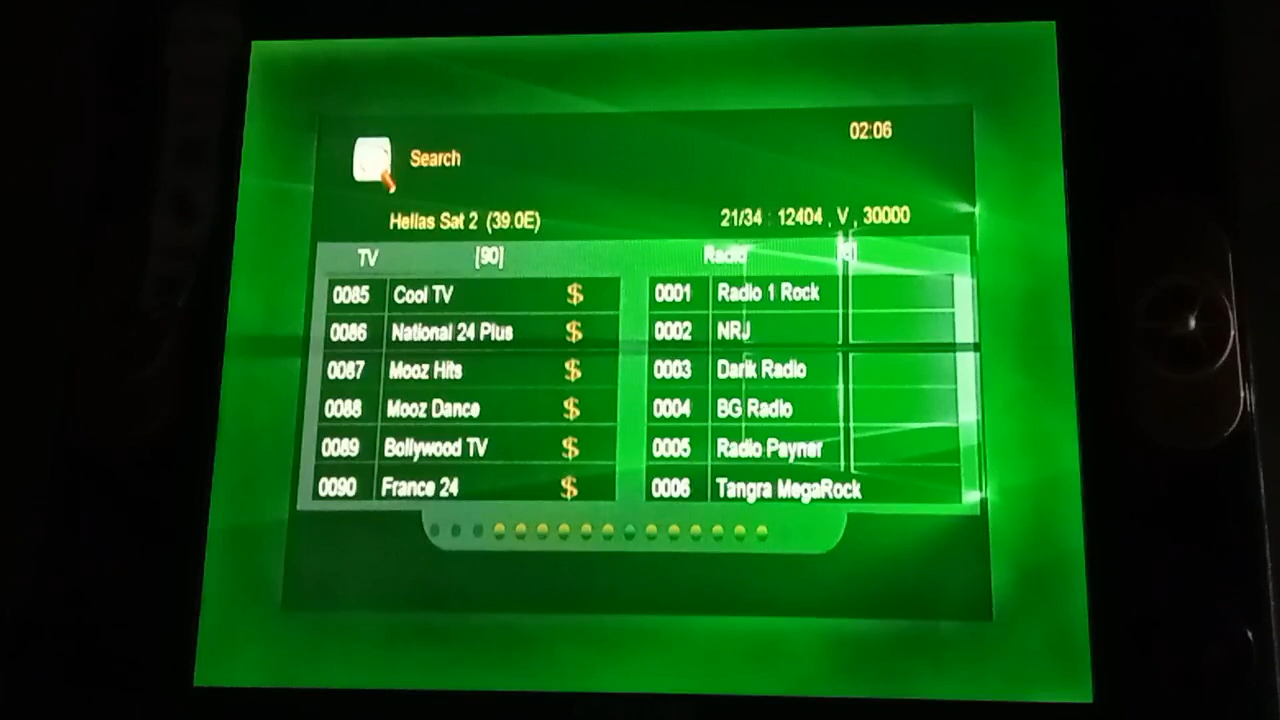 02:06
Search
Hellas Sat 2 (39.0E) 21/34 : 12404 , V , 30000
TV [90] Radio
0085 Cool TV $ 0001 Radio 1 Rock
0086 National 24 Plus $ 0002 NRJ
0087 Mooz Hits $ 0003 Darik Radio
0088 Mooz Dance $ 0004 BG Radio
0089 Bollywood TV $ 0005 Radio Payner
0090 France 24 $ 0006 Tangra MegaRock